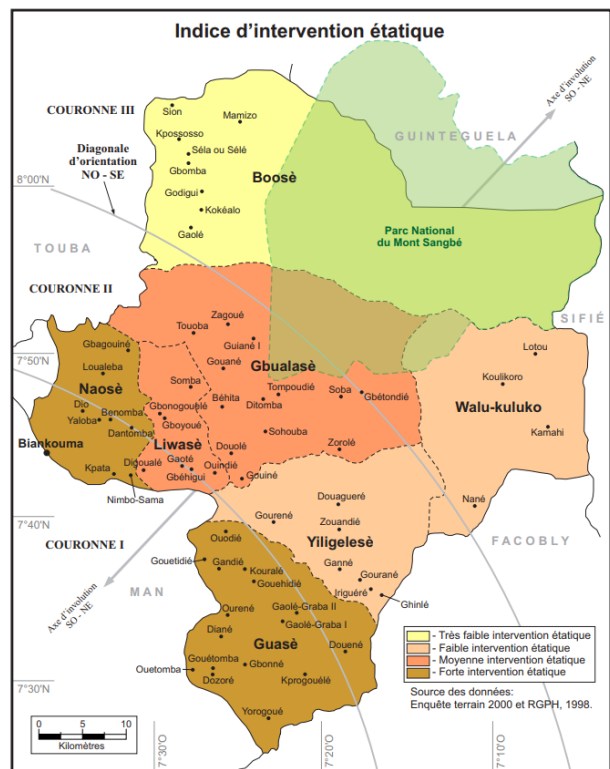 Indice d'intervention étatique
Axe d'involution
SO - NE
COURONNE III
Sion
Mamizo
Kpossosso
Séla ou Sélé
Gbomba
GUINTEGUELA
Diagonale
d'orientation
NO - SE
Boosè
8°00'N
Godigui
Kokéalo
Gaolé
Parc National
du Mont Sangbé
TOUBA
COURONNE II
SIFIÉ
Zagoué
Touoba
Guiané I
Gbagouiné
7°50'N
Lotou
Gouané
Gbualasè
Loualeba
Naosè
Somba
Tompoudié
Soba
Gbétondié
Koulikoro
Walu-kuluko
Dio
Yaloba
Benomba
Gbonogouelé
Béhita
Ditomba
Gboyoué
Dantomba
Sohouba
Kamahi
Biankouma
Liwasè
Zorolé
Douolé
Kpata
Digoualé
Gaoté
Gbéhigui
Ouindié
Gouiné
Nimbo-Sama
Douagueré
Nané
7°40'N
Gourené
Zouandié
COURONNE I
Ouodié
Yiligelesè
FACOBLY
Gouetidié
Gandié
Kouralé
Gouehidié
Ganné
Gourané
Iriguéré
Ghinlé
Axe d'involution
SO - NE
MAN
Ourené
Gaolé-Graba II
Gaolé-Graba I
Diané
Guasè
Douené
Gouétomba
Gbonné
Ouetomba
Dozoré
Kprogouélé
7°30'N
Yorogoué
- Très faible intervention étatique
- Faible intervention étatique
- Moyenne intervention étatique
- Forte intervention étatique
Source des données:
Enquête terrain 2000 et RGPH, 1998.
0 5 10
Kilomètres
7°30'O
7°20'O
7°10'O